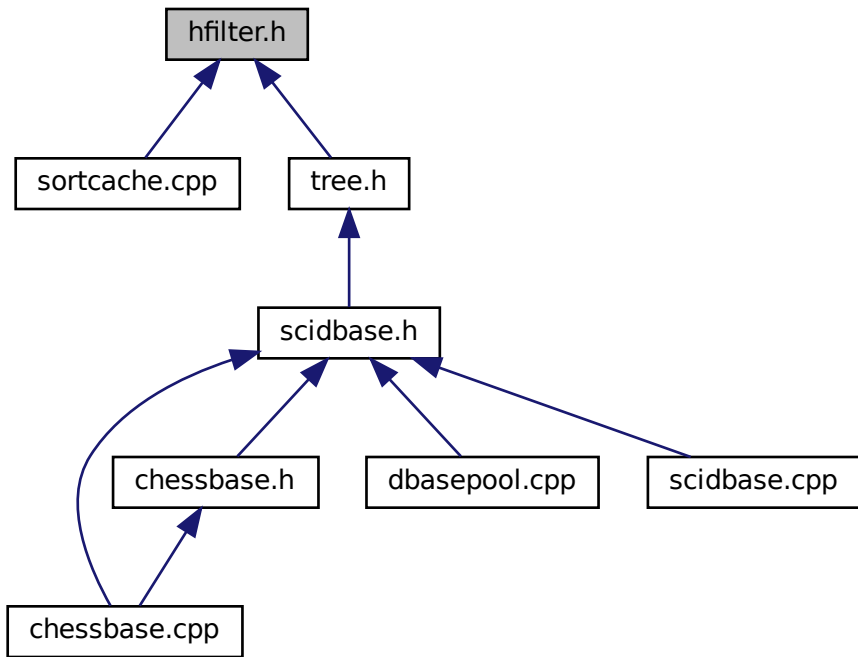 hfilter.h
sortcache.cpp
tree.h
scidbase.h
chessbase.h
dbasepool.cpp
scidbase.cpp
chessbase.cpp